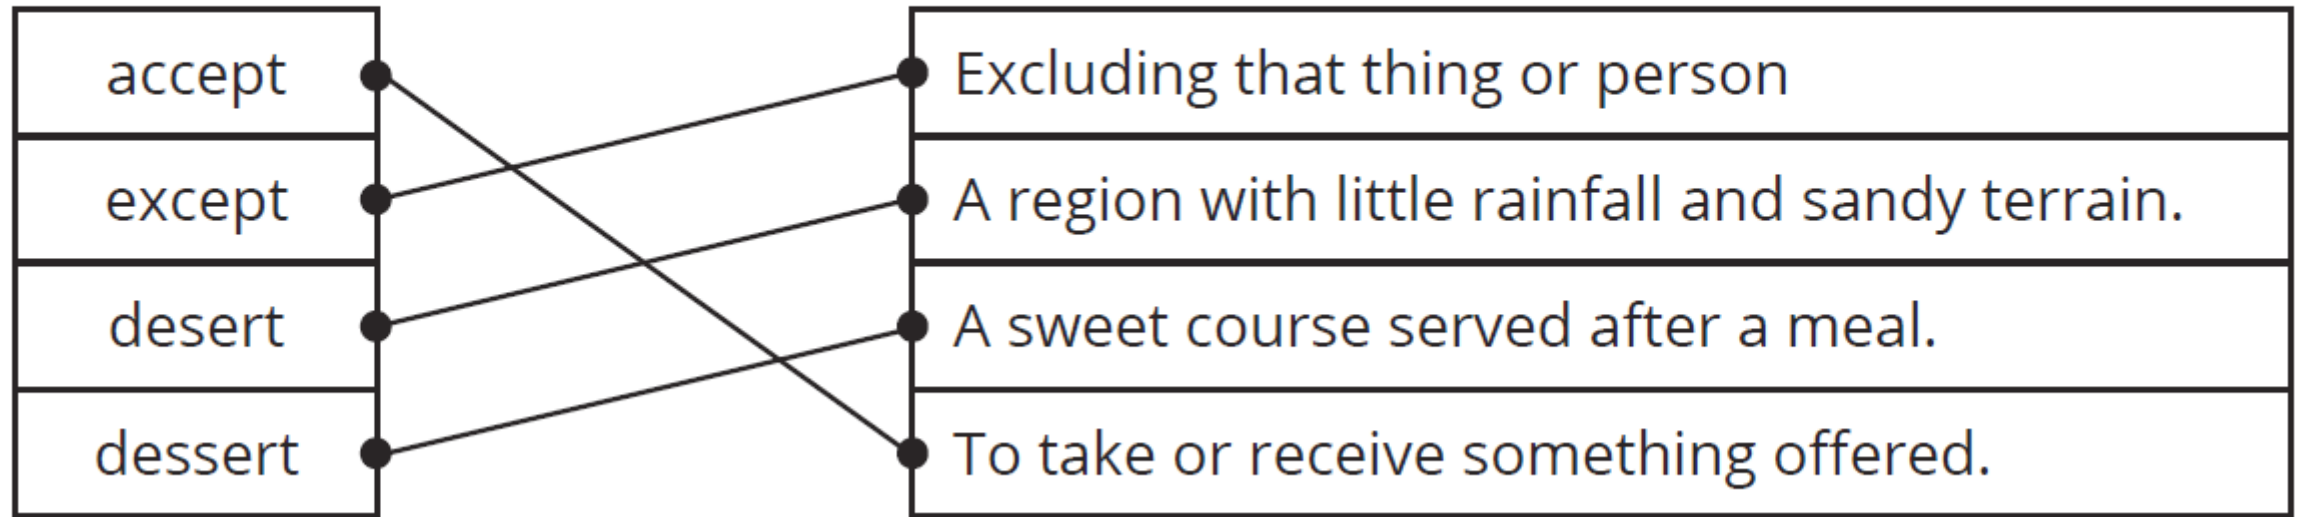 accept
except
desert
dessert
Excluding that thing or person
A region with little rainfall and sandy terrain.
A sweet course served after a meal.
To take or receive something offered.